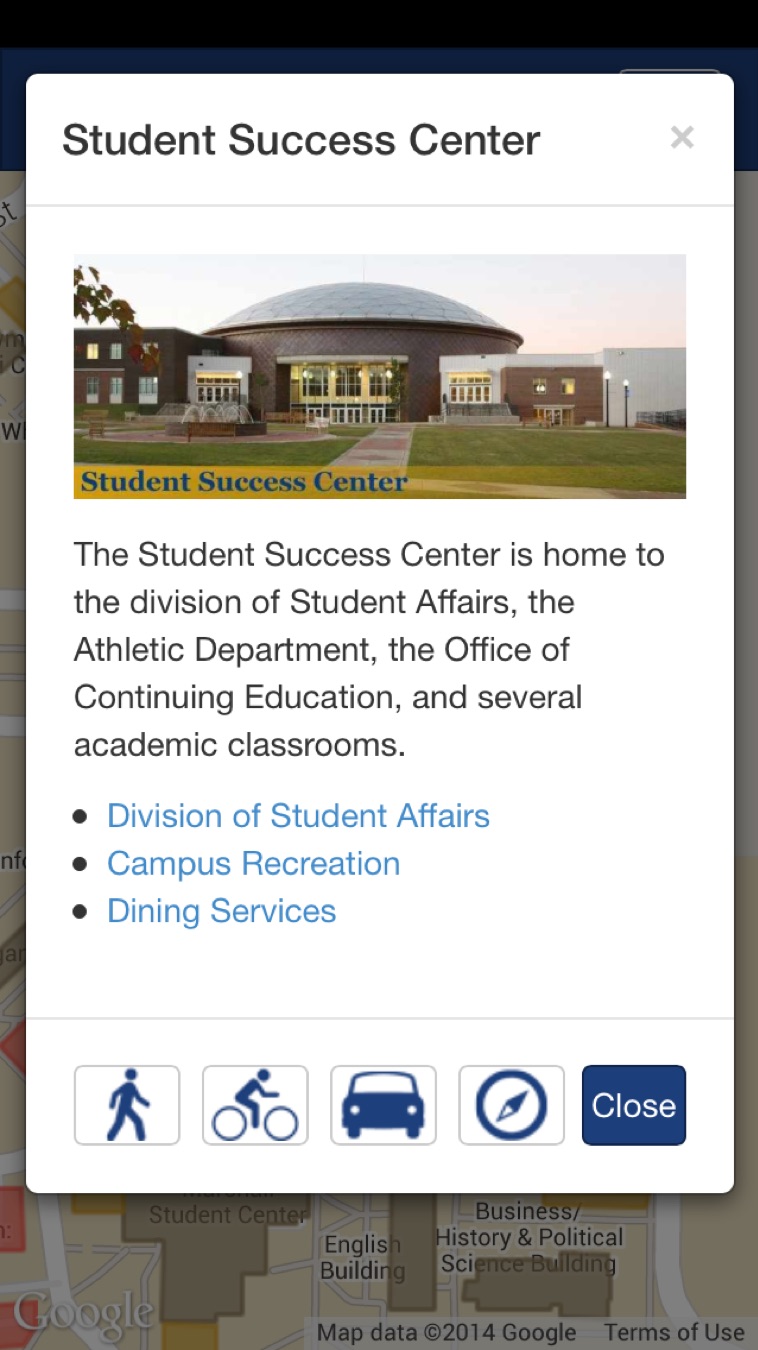 Student Success Center
×
St
Student Success Center
The Student Success Center is home to
the division of Student Affairs, the
Athletic Department, the Office of
Continuing Education, and several
academic classrooms.
• Division of Student Affairs
• Campus Recreation
• Dining Services
Close
Marshall
Student Center
English
Building
Business/
History & Political
Science Building
Google
Map data ©2014 Google
Terms of Use